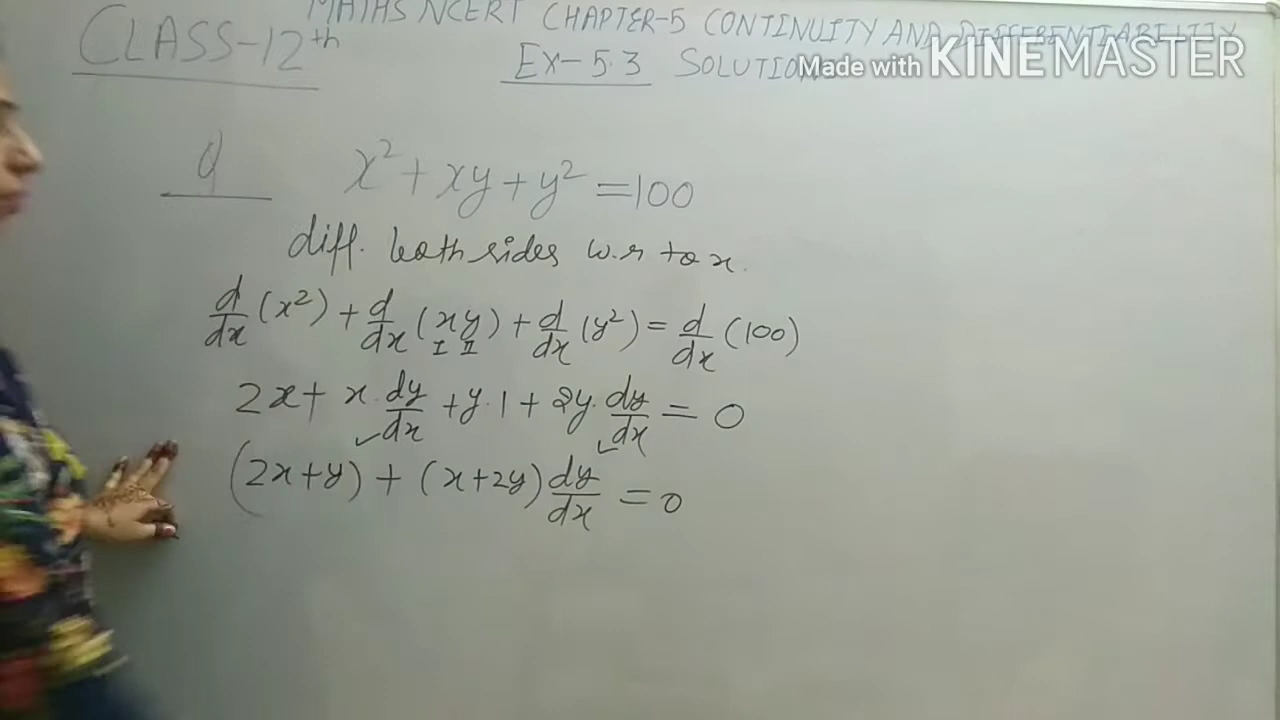 MATHS NCERT CHAPTER-5 CONTINUITY AND DIFFERENTIABILITY
CLASS-12th
Ex-5.3 SOLUTION
Made with KINEMASTER
Q x² + xy + y² = 100
diff. both sides w.r to x.
d/dx (x²) + d/dx (xy) + d/dx (y²) = d/dx (100)
I II
2x + x. dy/dx + y.1 + 2y. dy/dx = 0
(2x+y) + (x+2y) dy/dx = 0